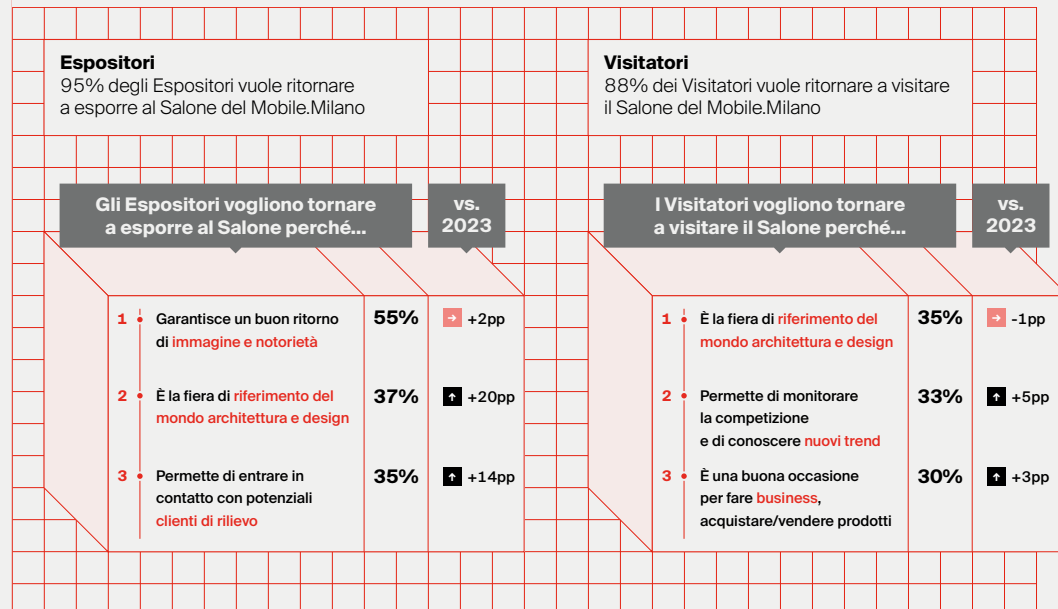 Espositori
95% degli Espositori vuole ritornare
a esporre al Salone del Mobile.Milano
Gli Espositori vogliono tornare
a esporre al Salone perché...
vs.
2023
1 Garantisce un buon ritorno
di immagine e notorietà
55% → +2pp
2 È la fiera di riferimento del
mondo architettura e design
37% ↑ +20pp
3 Permette di entrare in
contatto con potenziali
clienti di rilievo
35% ↑ +14pp
Visitatori
88% dei Visitatori vuole ritornare a visitare
il Salone del Mobile.Milano
I Visitatori vogliono tornare
a visitare il Salone perché...
vs.
2023
1 È la fiera di riferimento del
mondo architettura e design
35% → -1pp
2 Permette di monitorare
la competizione
e di conoscere nuovi trend
33% ↑ +5pp
3 È una buona occasione
per fare business,
acquistare/vendere prodotti
30% ↑ +3pp